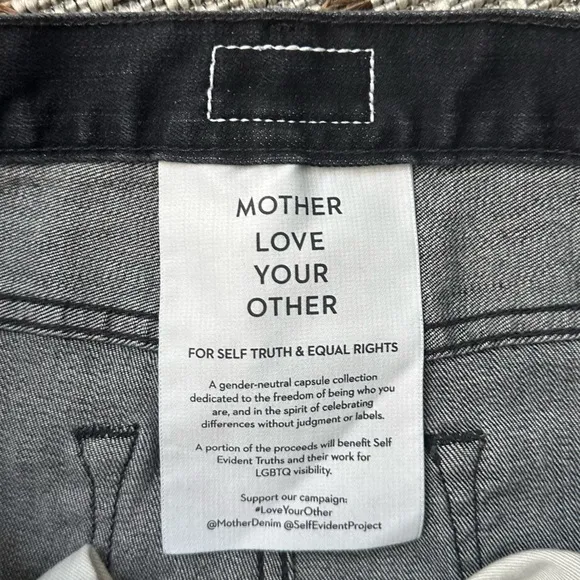 MOTHER
LOVE
YOUR
OTHER
FOR SELF TRUTH & EQUAL RIGHTS
A gender-neutral capsule collection
dedicated to the freedom of being who you
are, and in the spirit of celebrating
differences without judgment or labels.
A portion of the proceeds will benefit Self
Evident Truths and their work for
LGBTQ visibility.
Support our campaign:
#LoveYourOther
@MotherDenim @SelfEvidentProject